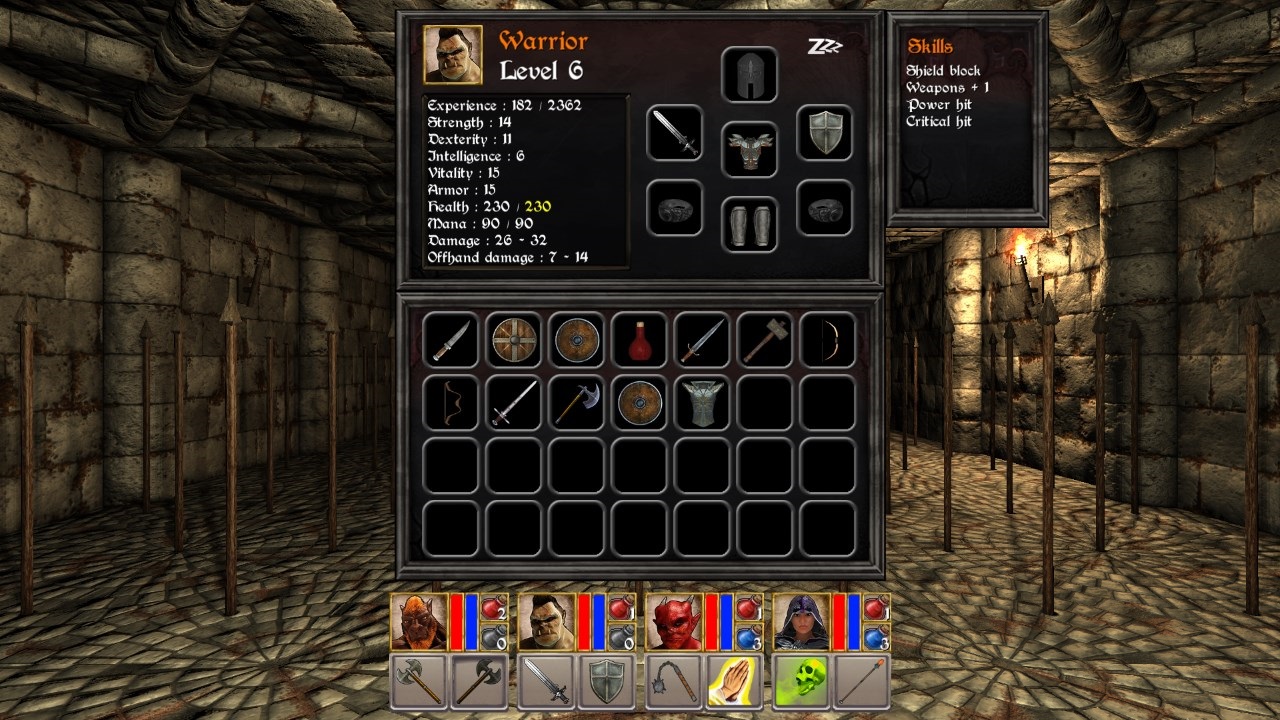 Warrior
Level 6
Experience : 182 / 2362
Strength : 14
Dexterity : 11
Intelligence : 6
Vitality : 15
Armor : 15
Health : 230 / 230
Mana : 90 / 90
Damage : 26 - 32
Offhand damage : 7 - 14
ZZZ
Skills
Shield block
Weapons + 1
Power hit
Critical hit
2 1 1 1
0 0 3 3